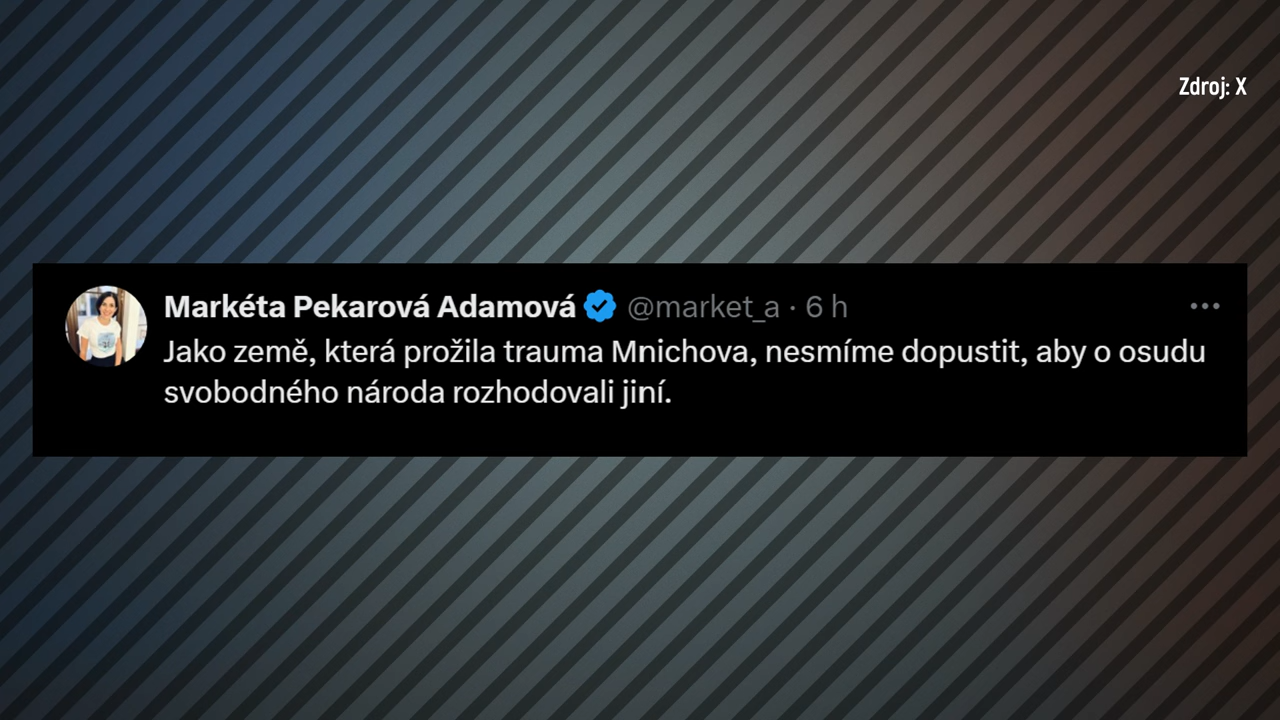 Zdroj: X
Markéta Pekarová Adamová @market_a · 6 h
Jako země, která prožila trauma Mnichova, nesmíme dopustit, aby o osudu
svobodného národa rozhodovali jiní.